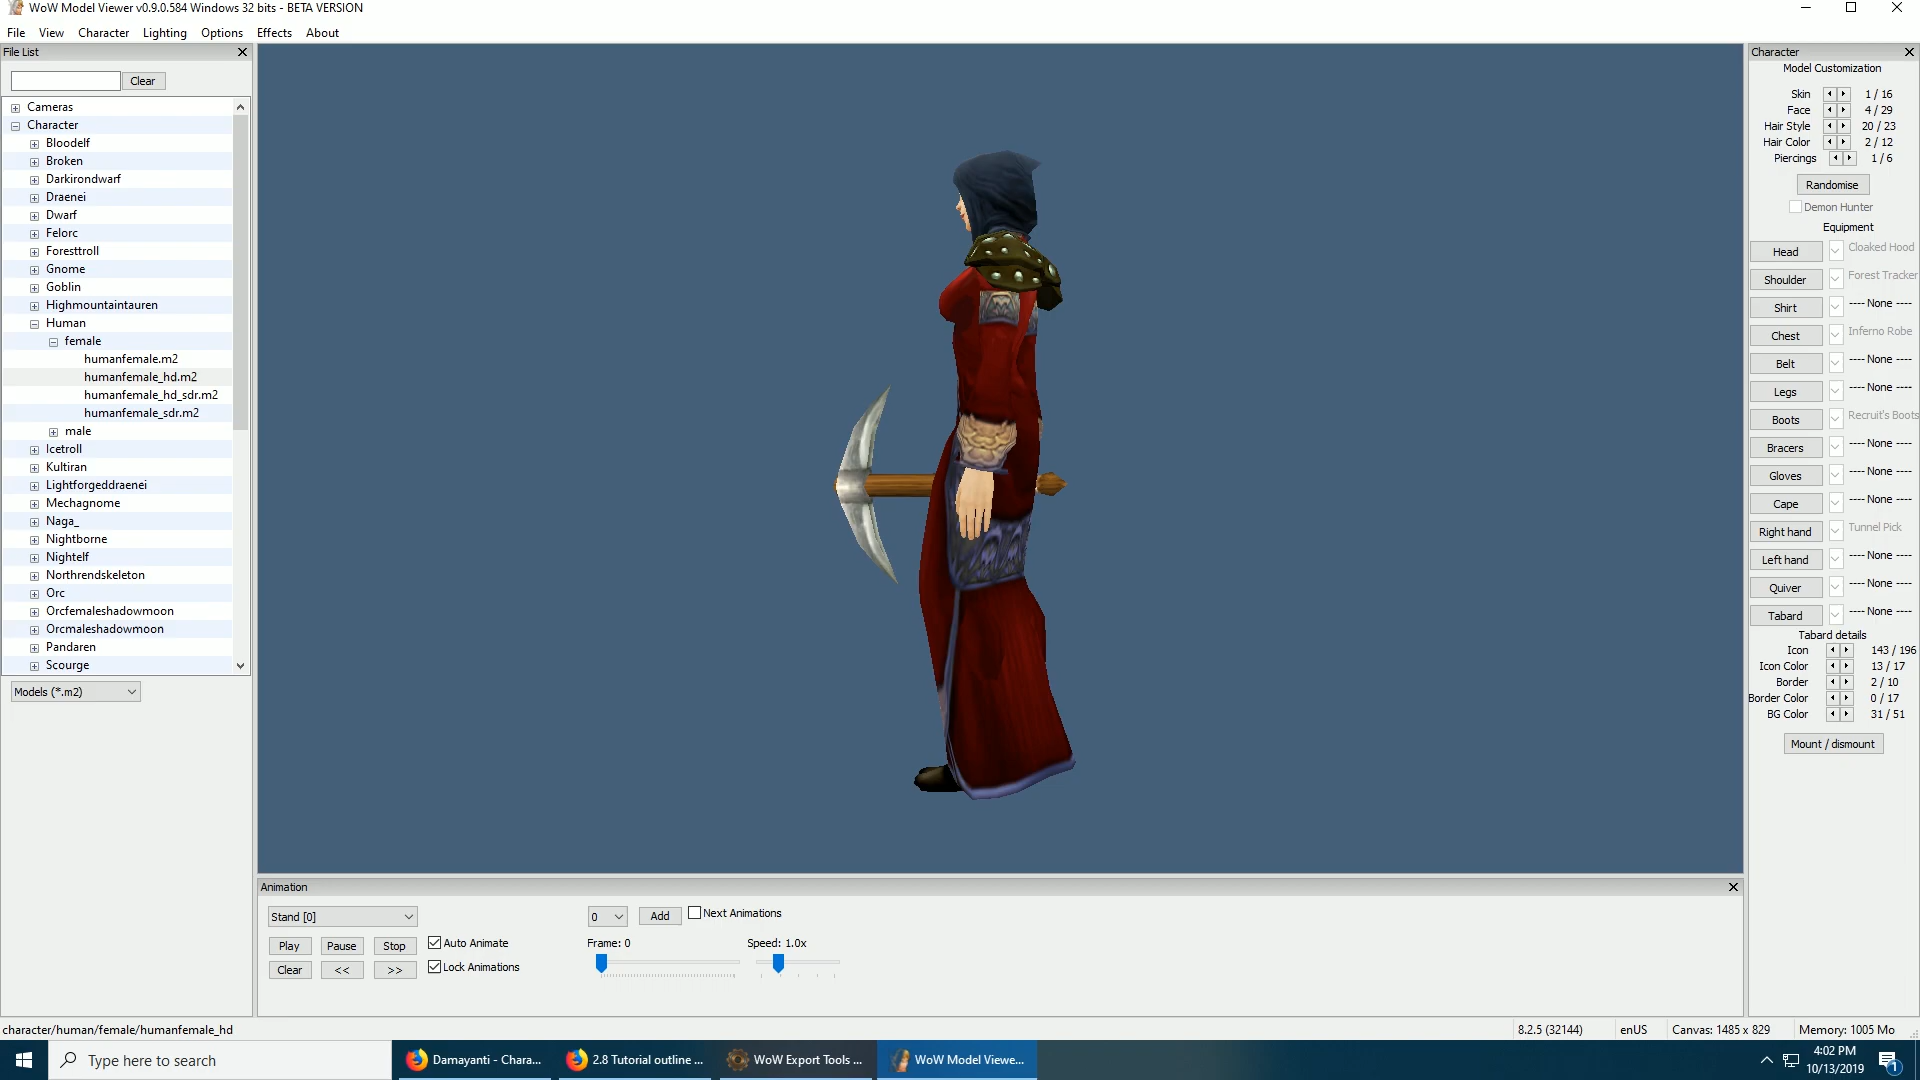 WoW Model Viewer v0.9.0.584 Windows 32 bits - BETA VERSION
File View Character Lighting Options Effects About
File List
Clear
Cameras
Character
Bloodelf
Broken
Darkirondwarf
Draenei
Dwarf
Felorc
Foresttroll
Gnome
Goblin
Highmountaintauren
Human
female
humanfemale.m2
humanfemale_hd.m2
humanfemale_hd_sdr.m2
humanfemale_sdr.m2
male
Icetroll
Kultiran
Lightforgeddraenei
Mechagnome
Naga_
Nightborne
Nightelf
Northrendskeleton
Orc
Orcfemaleshadowmoon
Orcmaleshadowmoon
Pandaren
Scourge
Models (*.m2)
Animation
Stand [0]
0
Add
Next Animations
Play Pause Stop
Auto Animate
Frame: 0
Speed: 1.0x
Clear << >>
Lock Animations
Character
Model Customization
Skin 1 / 16
Face 4 / 29
Hair Style 20 / 23
Hair Color 2 / 12
Piercings 1 / 6
Randomise
Demon Hunter
Equipment
Head Cloaked Hood
Shoulder Forest Tracker
Shirt ---- None ----
Chest Inferno Robe
Belt ---- None ----
Legs ---- None ----
Boots Recruit's Boots
Bracers ---- None ----
Gloves ---- None ----
Cape ---- None ----
Right hand Tunnel Pick
Left hand ---- None ----
Quiver ---- None ----
Tabard ---- None ----
Tabard details
Icon 143 / 196
Icon Color 13 / 17
Border 2 / 10
Border Color 0 / 17
BG Color 31 / 51
Mount / dismount
character/human/female/humanfemale_hd
8.2.5 (32144) enUS Canvas: 1485 x 829 Memory: 1005 Mo
Type here to search
Damayanti - Chara...
2.8 Tutorial outline ...
WoW Export Tools ...
WoW Model Viewe...
4:02 PM
10/13/2019
1